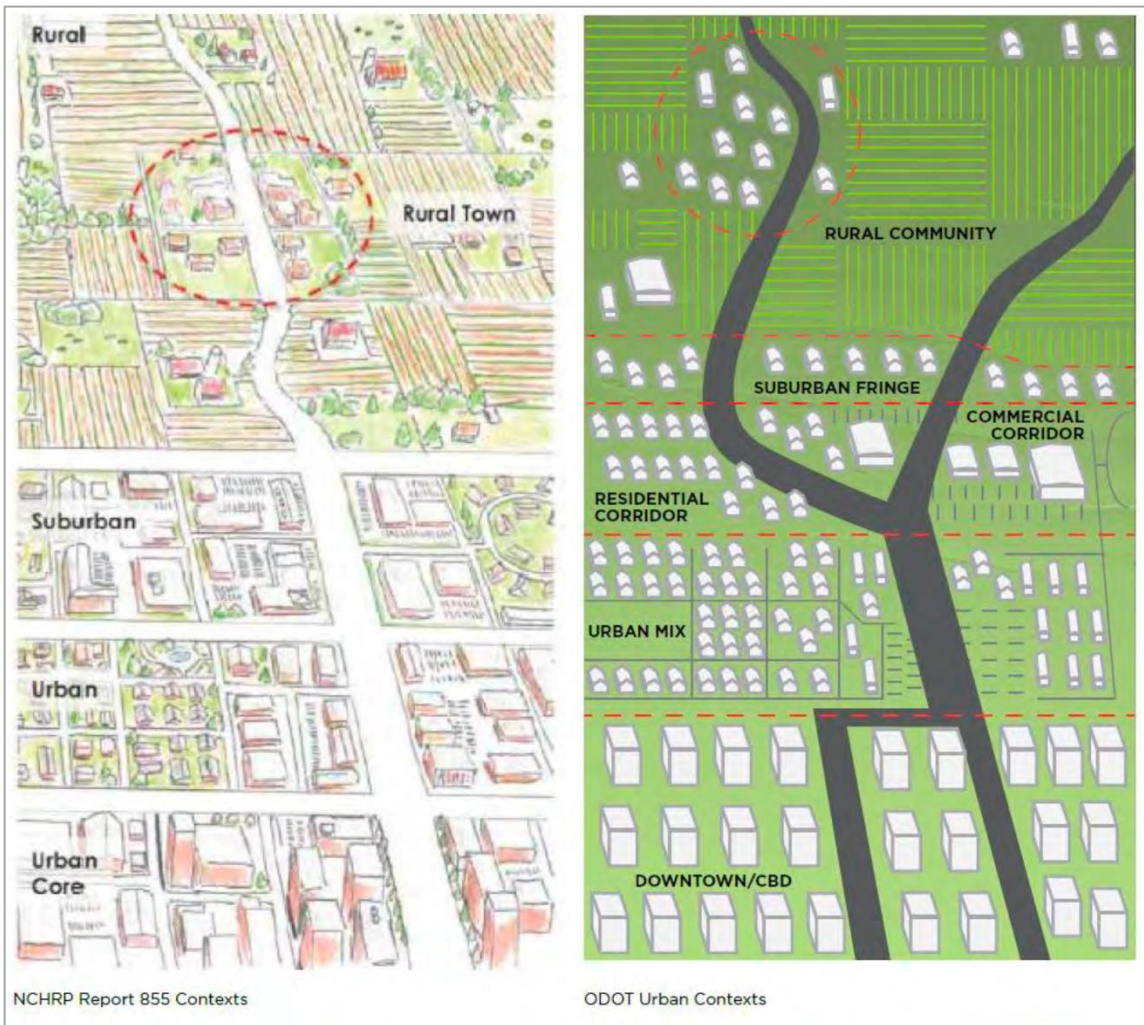 Rural
Rural Town
Suburban
Urban
Urban
Core
NCHRP Report 855 Contexts
RURAL COMMUNITY
SUBURBAN FRINGE
COMMERCIAL
CORRIDOR
RESIDENTIAL
CORRIDOR
URBAN MIX
DOWNTOWN/CBD
ODOT Urban Contexts